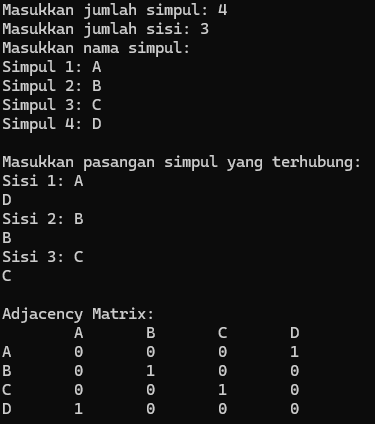 Masukkan jumlah simpul: 4
Masukkan jumlah sisi: 3
Masukkan nama simpul:
Simpul 1: A
Simpul 2: B
Simpul 3: C
Simpul 4: D
Masukkan pasangan simpul yang terhubung:
Sisi 1: A
D
Sisi 2: B
B
Sisi 3: C
C
Adjacency Matrix:
A B C D
A 0 0 0 1
B 0 1 0 0
C 0 0 1 0
D 1 0 0 0